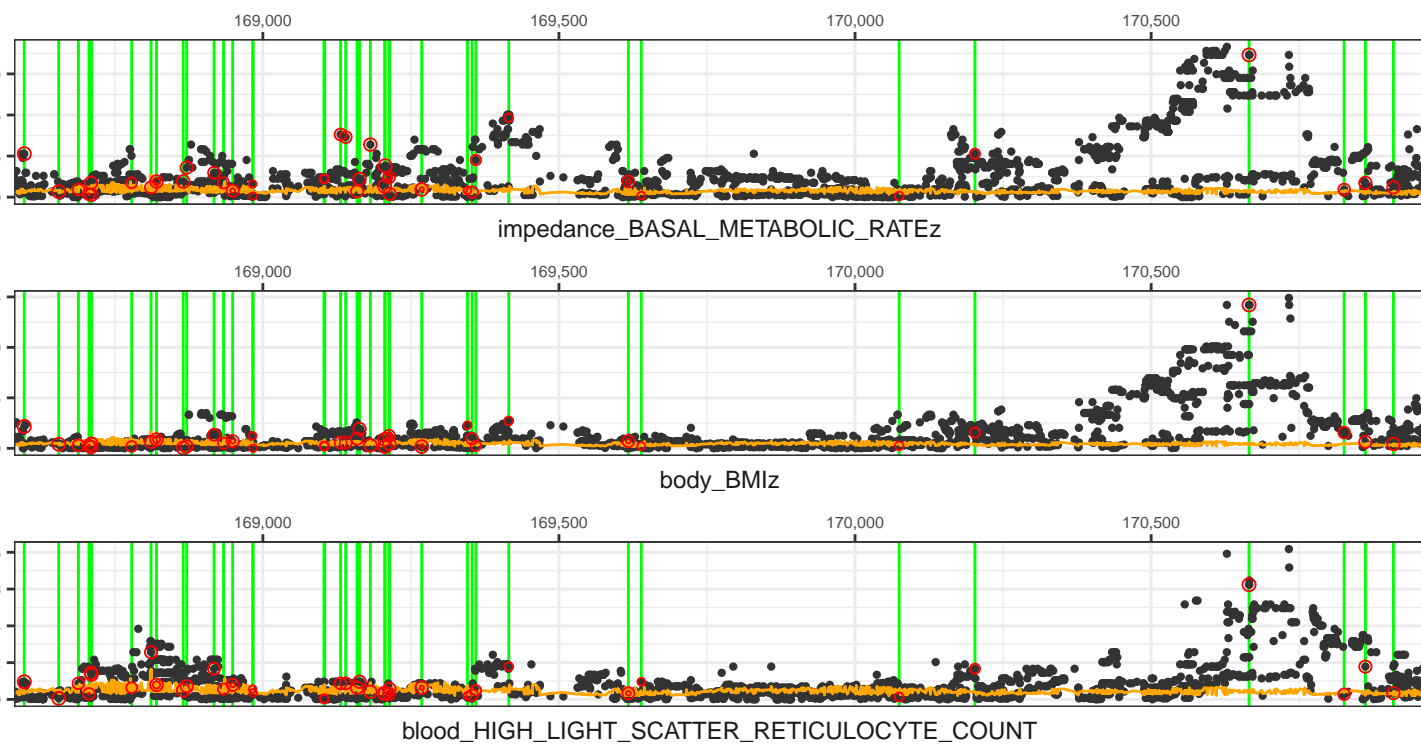 169,000 169,500 170,000 170,500
impedance_BASAL_METABOLIC_RATEz
169,000 169,500 170,000 170,500
body_BMIz
169,000 169,500 170,000 170,500
blood_HIGH_LIGHT_SCATTER_RETICULOCYTE_COUNT